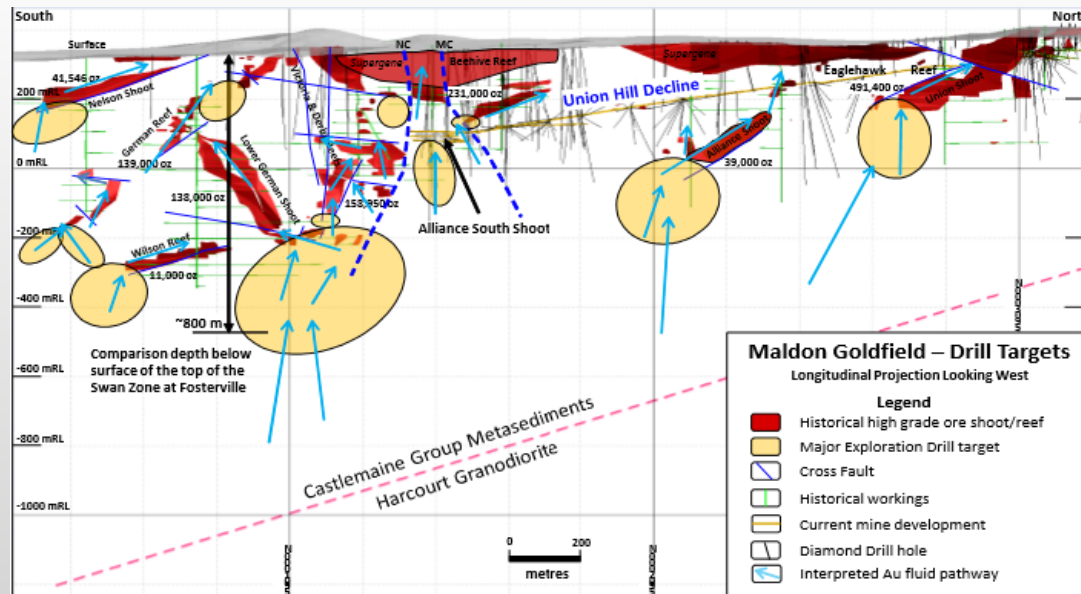 South
North
Surface
NC
MC
Supergene
Beehive Reef
Supergene
41,546 oz
Nelson Shoot
200 mRL
German Reef
Victoria & Derby Reef
231,000 oz
Union Hill Decline
Eaglehawk Reef
491,400 oz
Union Shoot
0 mRL
139,000 oz
Lower German Shoot
Alliance Shoot
39,000 oz
138,000 oz
158,950 oz
Alliance South Shoot
-200 mRL
Wilson Reef
11,000 oz
-400 mRL
~800 m
Comparison depth below
surface of the top of the
Swan Zone at Fosterville
-600 mRL
-800 mRL
Castlemaine Group Metasediments
Harcourt Granodiorite
-1000 mRL
0
200
metres
Maldon Goldfield – Drill Targets
Longitudinal Projection Looking West
Legend
Historical high grade ore shoot/reef
Major Exploration Drill target
Cross Fault
Historical workings
Current mine development
Diamond Drill hole
Interpreted Au fluid pathway